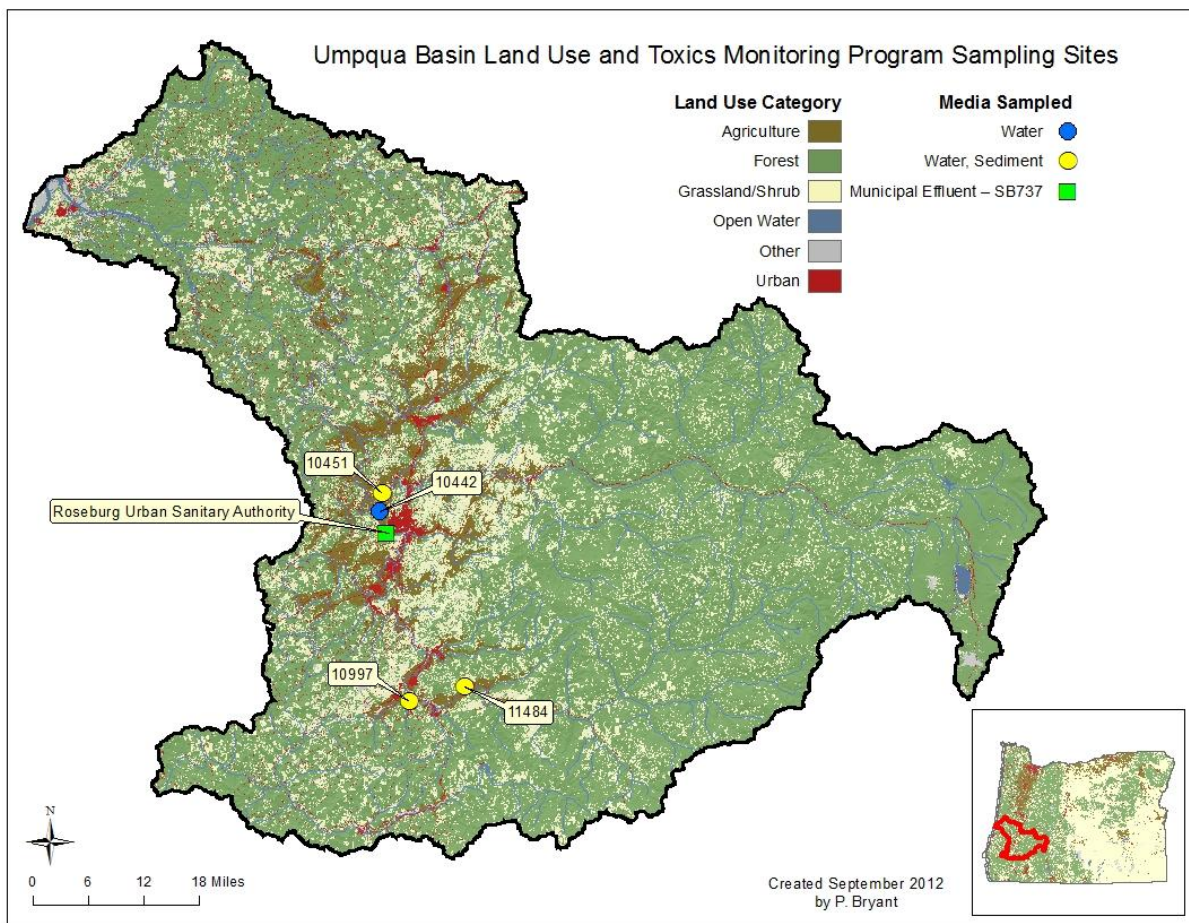 Umpqua Basin Land Use and Toxics Monitoring Program Sampling Sites
Land Use Category
Agriculture
Forest
Grassland/Shrub
Open Water
Other
Urban
Media Sampled
Water
Water, Sediment
Municipal Effluent – SB737
10451
10442
Roseburg Urban Sanitary Authority
10997
11484
N
0 6 12 18 Miles
Created September 2012
by P. Bryant